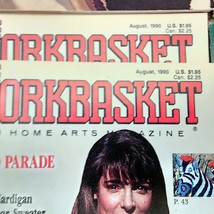 August, 1990 U.S. $1.95
Can. $2.25
ORKBASKET
August, 1990 U.S. $1.95
Can. $2.25
ORKBASKET
HOME ARTS MAGAZINE
PARADE
Cardigan
Sweater
P. 43